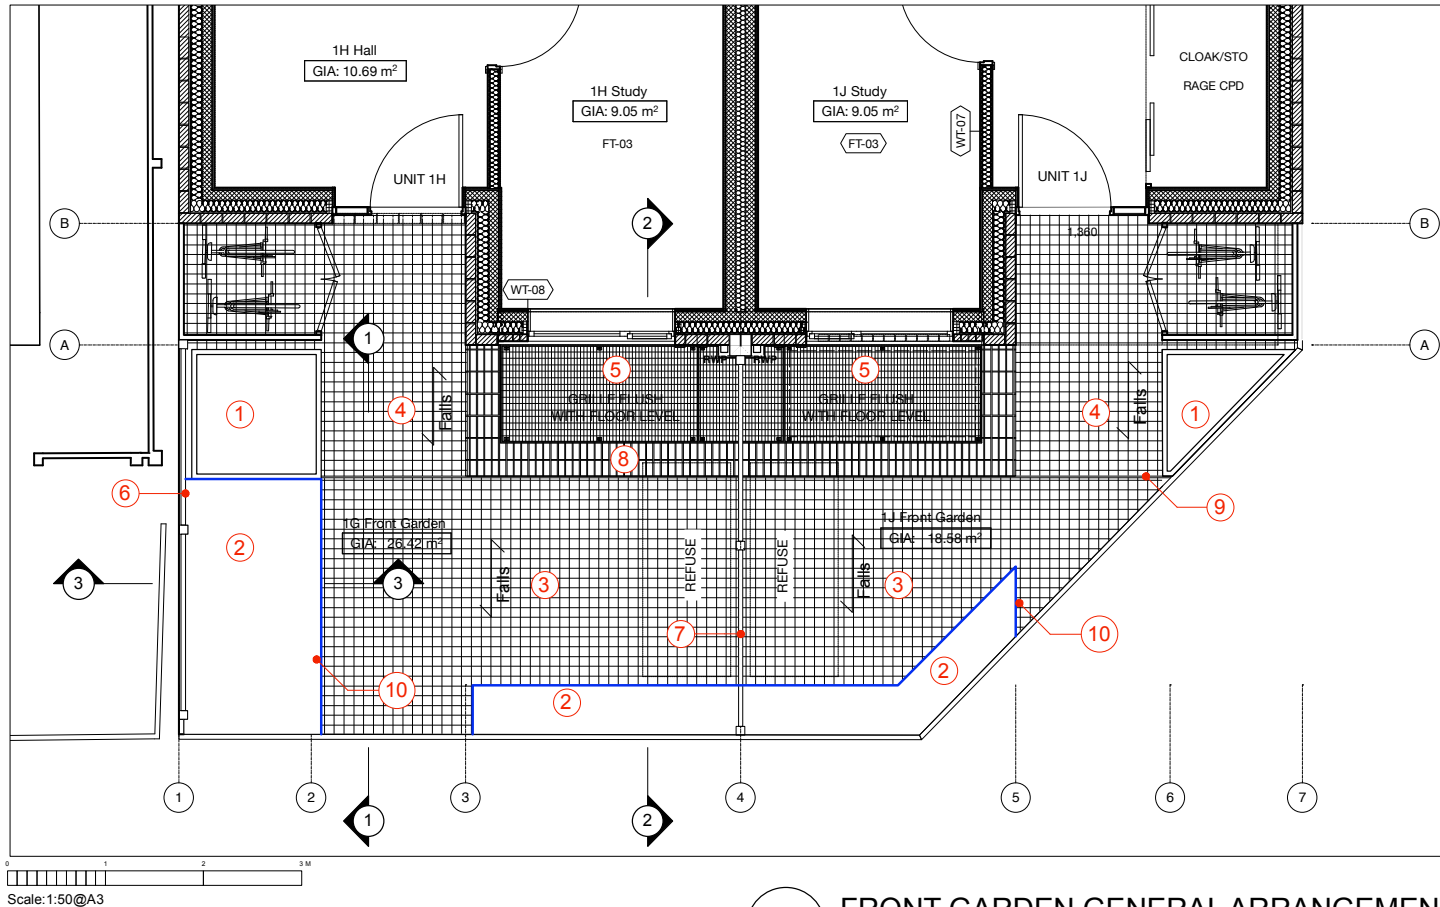 1H Hall
GIA: 10.69 m²
1H Study
GIA: 9.05 m²
FT-03
1J Study
GIA: 9.05 m²
FT-03
WT-07
CLOAK/STO
RAGE CPD
UNIT 1H
UNIT 1J
B
2
1,360
B
WT-08
A
1
A
RWP
RWP
5
5
GRILLE FLUSH
WITH FLOOR LEVEL
GRILLE FLUSH
WITH FLOOR LEVEL
1
4
Falls
4
Falls
1
8
6
9
1G Front Garden
GIA: 26.42 m²
1J Front Garden
GIA: 18.58 m²
2
REFUSE
REFUSE
3
3
Falls
3
Falls
3
7
10
10
2
2
1
2
3
4
5
6
7
1
2
0
1
2
3 M
Scale:1:50@A3
FRONT GARDEN GENERAL ARRANGEMEN